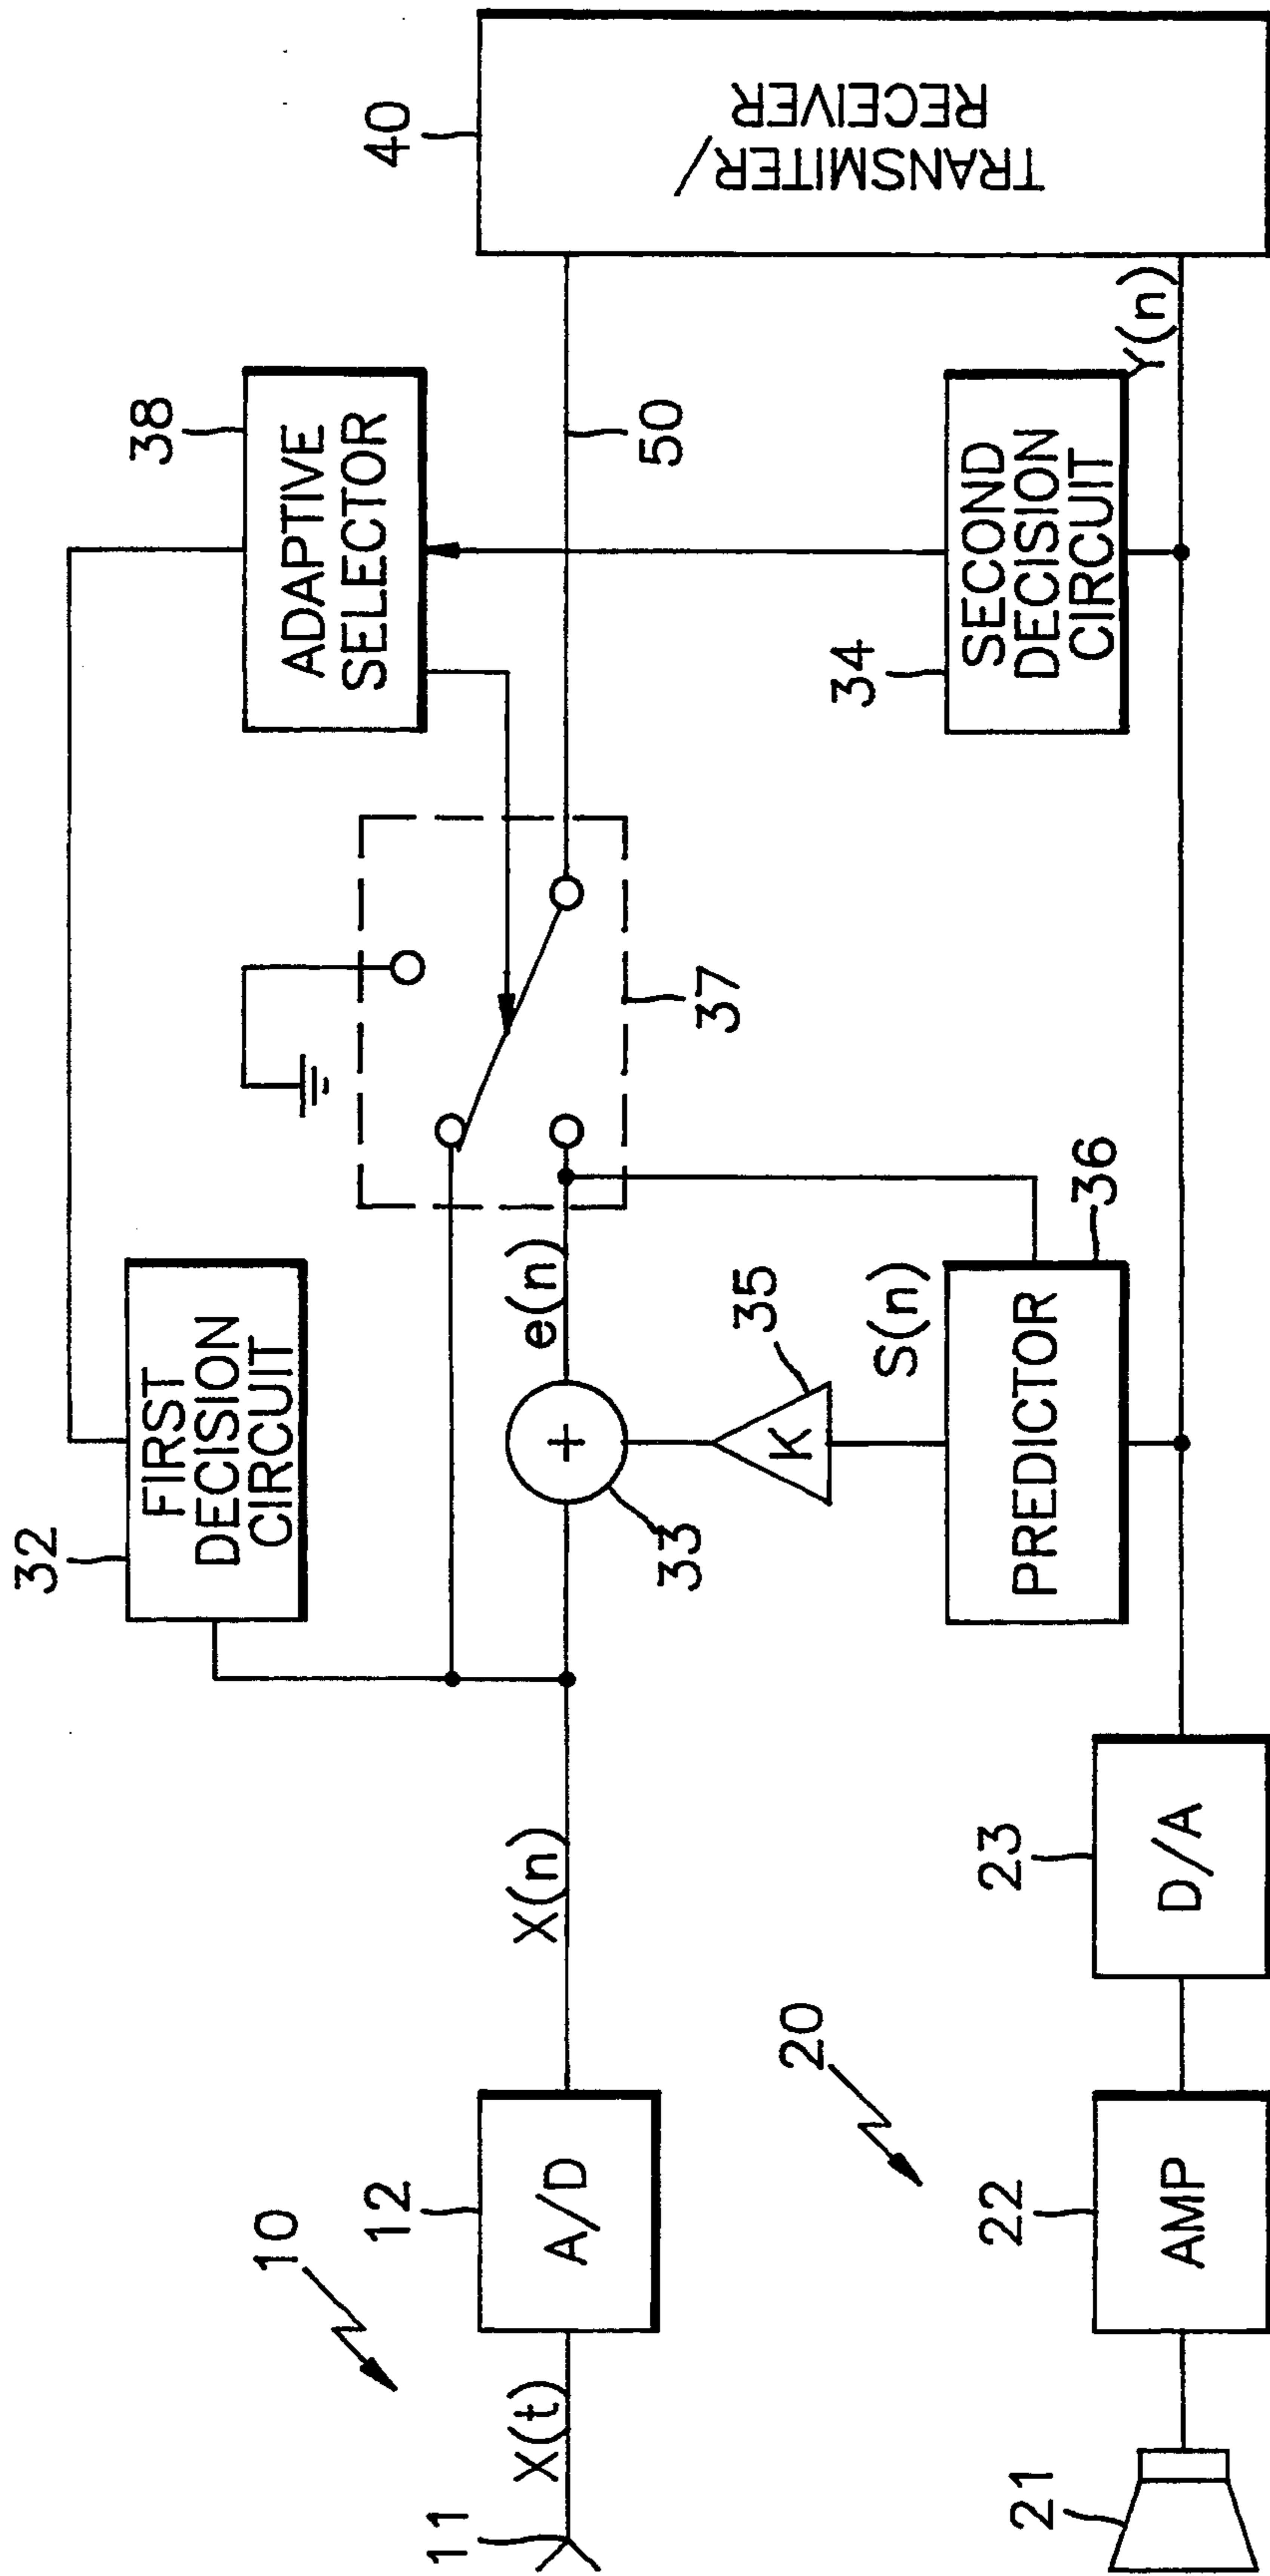 32
FIRST
DECISION
CIRCUIT
38
ADAPTIVE
SELECTOR
40
TRANSMITER/
RECEIVER
10
11
X(t)
12
A/D
X(n)
33
+
e(n)
37
50
35
K
S(n)
36
PREDICTOR
34
SECOND
DECISION
CIRCUIT
Y(n)
20
21
22
AMP
23
D/A